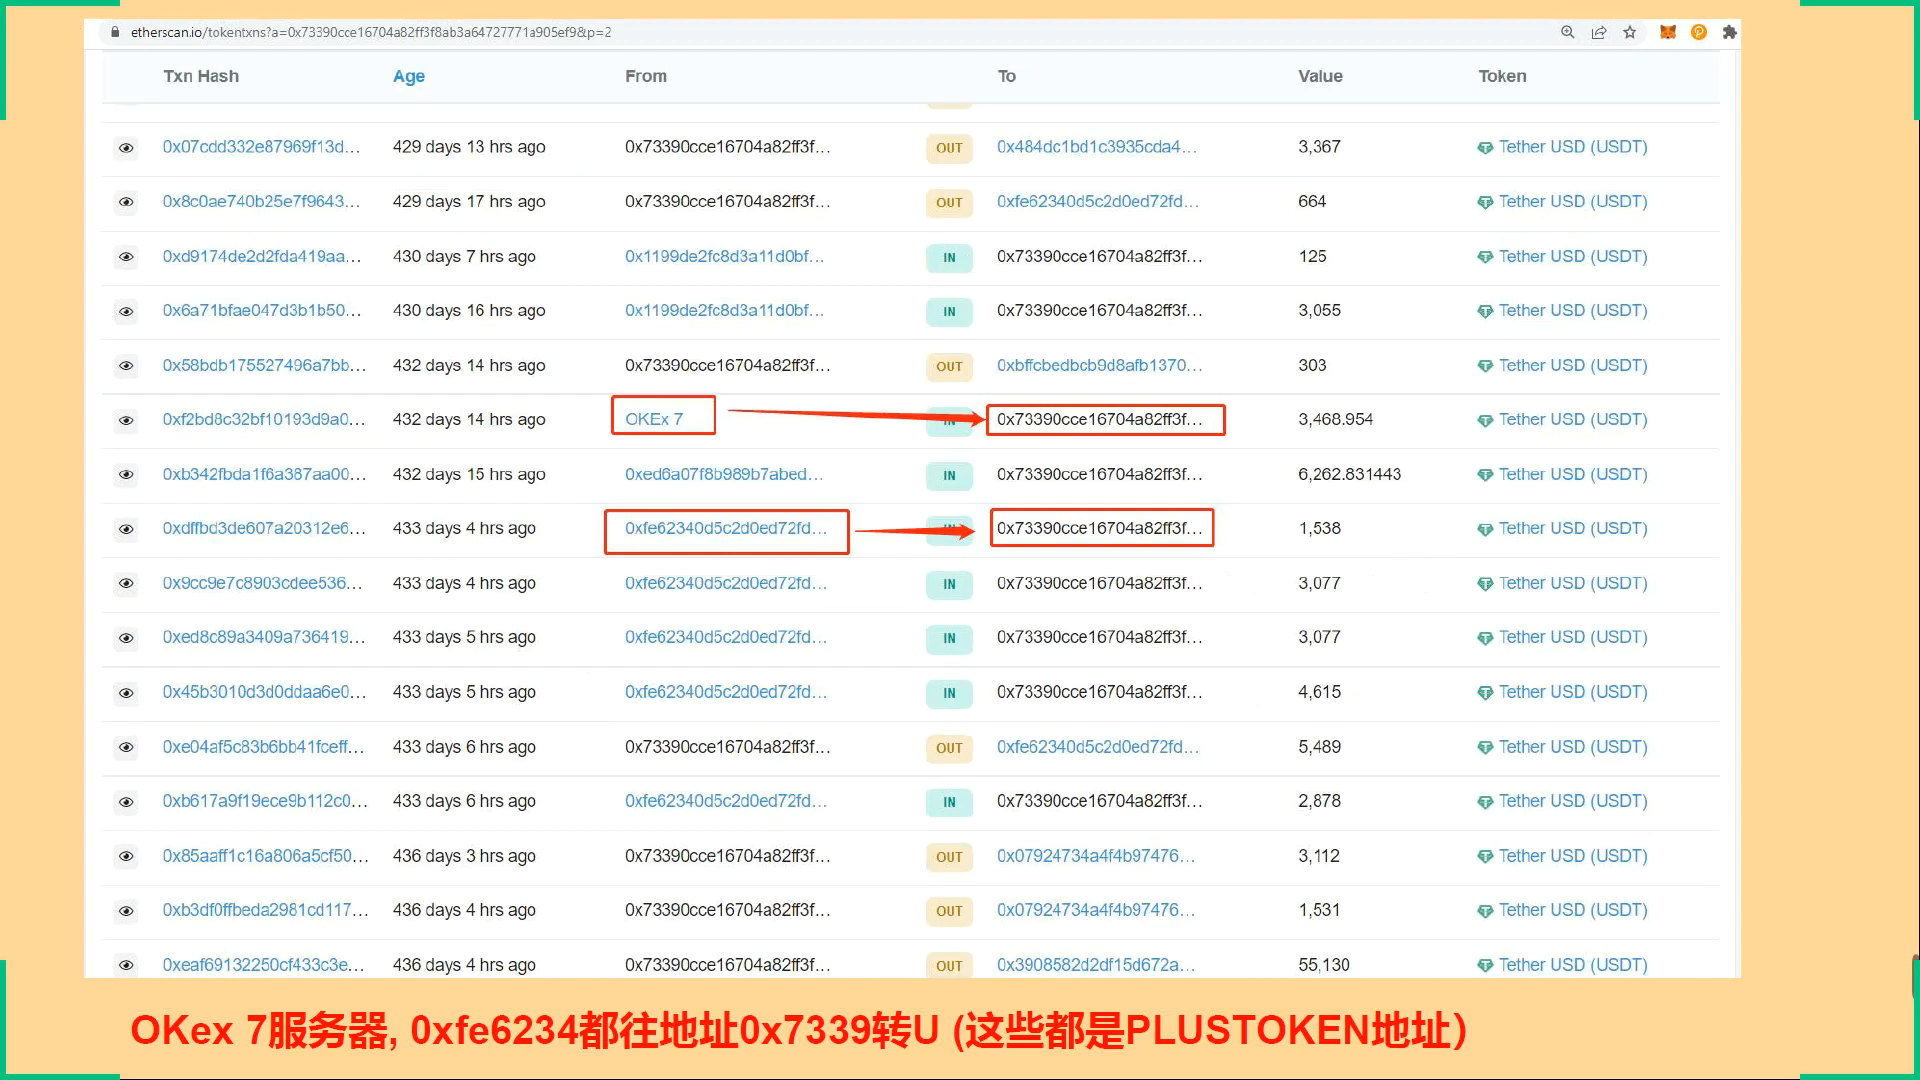 etherscan.io/tokentxns?a=0x73390cce16704a82ff3f8ab3a64727771a905ef9&p=2
Txn Hash Age From To Value Token
0x07cdd332e87969f13d... 429 days 13 hrs ago 0x73390cce16704a82ff3f... OUT 0x484dc1bd1c3935cda4... 3,367 Tether USD (USDT)
0x8c0ae740b25e7f9643... 429 days 17 hrs ago 0x73390cce16704a82ff3f... OUT 0xfe62340d5c2d0ed72fd... 664 Tether USD (USDT)
0xd9174de2d2fda419aa... 430 days 7 hrs ago 0x1199de2fc8d3a11d0bf... IN 0x73390cce16704a82ff3f... 125 Tether USD (USDT)
0x6a71bfae047d3b1b50... 430 days 16 hrs ago 0x1199de2fc8d3a11d0bf... IN 0x73390cce16704a82ff3f... 3,055 Tether USD (USDT)
0x58bdb175527496a7bb... 432 days 14 hrs ago 0x73390cce16704a82ff3f... OUT 0xbffcbedbcb9d8afb1370... 303 Tether USD (USDT)
0xf2bd8c32bf10193d9a0... 432 days 14 hrs ago OKEx 7 IN 0x73390cce16704a82ff3f... 3,468.954 Tether USD (USDT)
0xb342fbda1f6a387aa00... 432 days 15 hrs ago 0xed6a07f8b989b7abed... IN 0x73390cce16704a82ff3f... 6,262.831443 Tether USD (USDT)
0xdffbd3de607a20312e6... 433 days 4 hrs ago 0xfe62340d5c2d0ed72fd... IN 0x73390cce16704a82ff3f... 1,538 Tether USD (USDT)
0x9cc9e7c8903cdee536... 433 days 4 hrs ago 0xfe62340d5c2d0ed72fd... IN 0x73390cce16704a82ff3f... 3,077 Tether USD (USDT)
0xed8c89a3409a736419... 433 days 5 hrs ago 0xfe62340d5c2d0ed72fd... IN 0x73390cce16704a82ff3f... 3,077 Tether USD (USDT)
0x45b3010d3d0ddaa6e0... 433 days 5 hrs ago 0xfe62340d5c2d0ed72fd... IN 0x73390cce16704a82ff3f... 4,615 Tether USD (USDT)
0xe04af5c83b6bb41fceff... 433 days 6 hrs ago 0x73390cce16704a82ff3f... OUT 0xfe62340d5c2d0ed72fd... 5,489 Tether USD (USDT)
0xb617a9f19ece9b112c0... 433 days 6 hrs ago 0xfe62340d5c2d0ed72fd... IN 0x73390cce16704a82ff3f... 2,878 Tether USD (USDT)
0x85aaff1c16a806a5cf50... 436 days 3 hrs ago 0x73390cce16704a82ff3f... OUT 0x07924734a4f4b97476... 3,112 Tether USD (USDT)
0xb3df0ffbeda2981cd117... 436 days 4 hrs ago 0x73390cce16704a82ff3f... OUT 0x07924734a4f4b97476... 1,531 Tether USD (USDT)
0xeaf69132250cf433c3e... 436 days 4 hrs ago 0x73390cce16704a82ff3f... OUT 0x3908582d2df15d672a... 55,130 Tether USD (USDT)
OKex 7服务器, 0xfe6234都往地址0x7339转U (这些都是PLUSTOKEN地址)